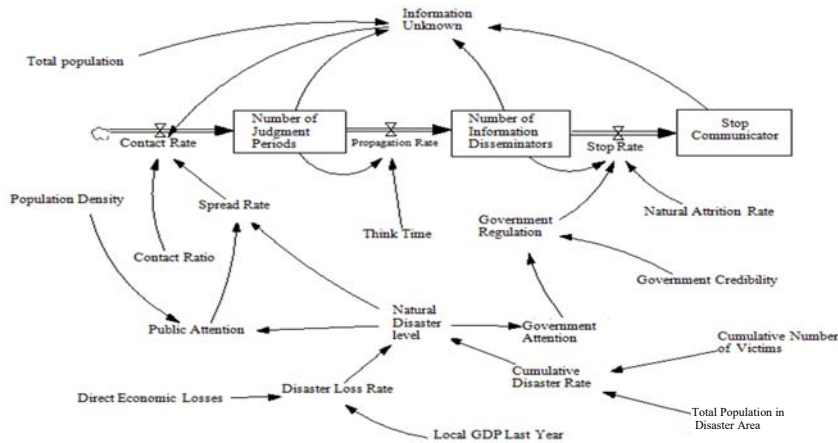 Information
Unknown
Total population
Number of
Judgment
Periods
Number of
Information
Disseminators
Stop
Communicator
Contact Rate
Propagation Rate
Stop Rate
Population Density
Spread Rate
Natural Attrition Rate
Think Time
Government
Regulation
Contact Ratio
Government Credibility
Public Attention
Natural
Disaster
level
Government
Attention
Cumulative Number
of Victims
Cumulative
Disaster Rate
Direct Economic Losses
Disaster Loss Rate
Total Population in
Disaster Area
Local GDP Last Year